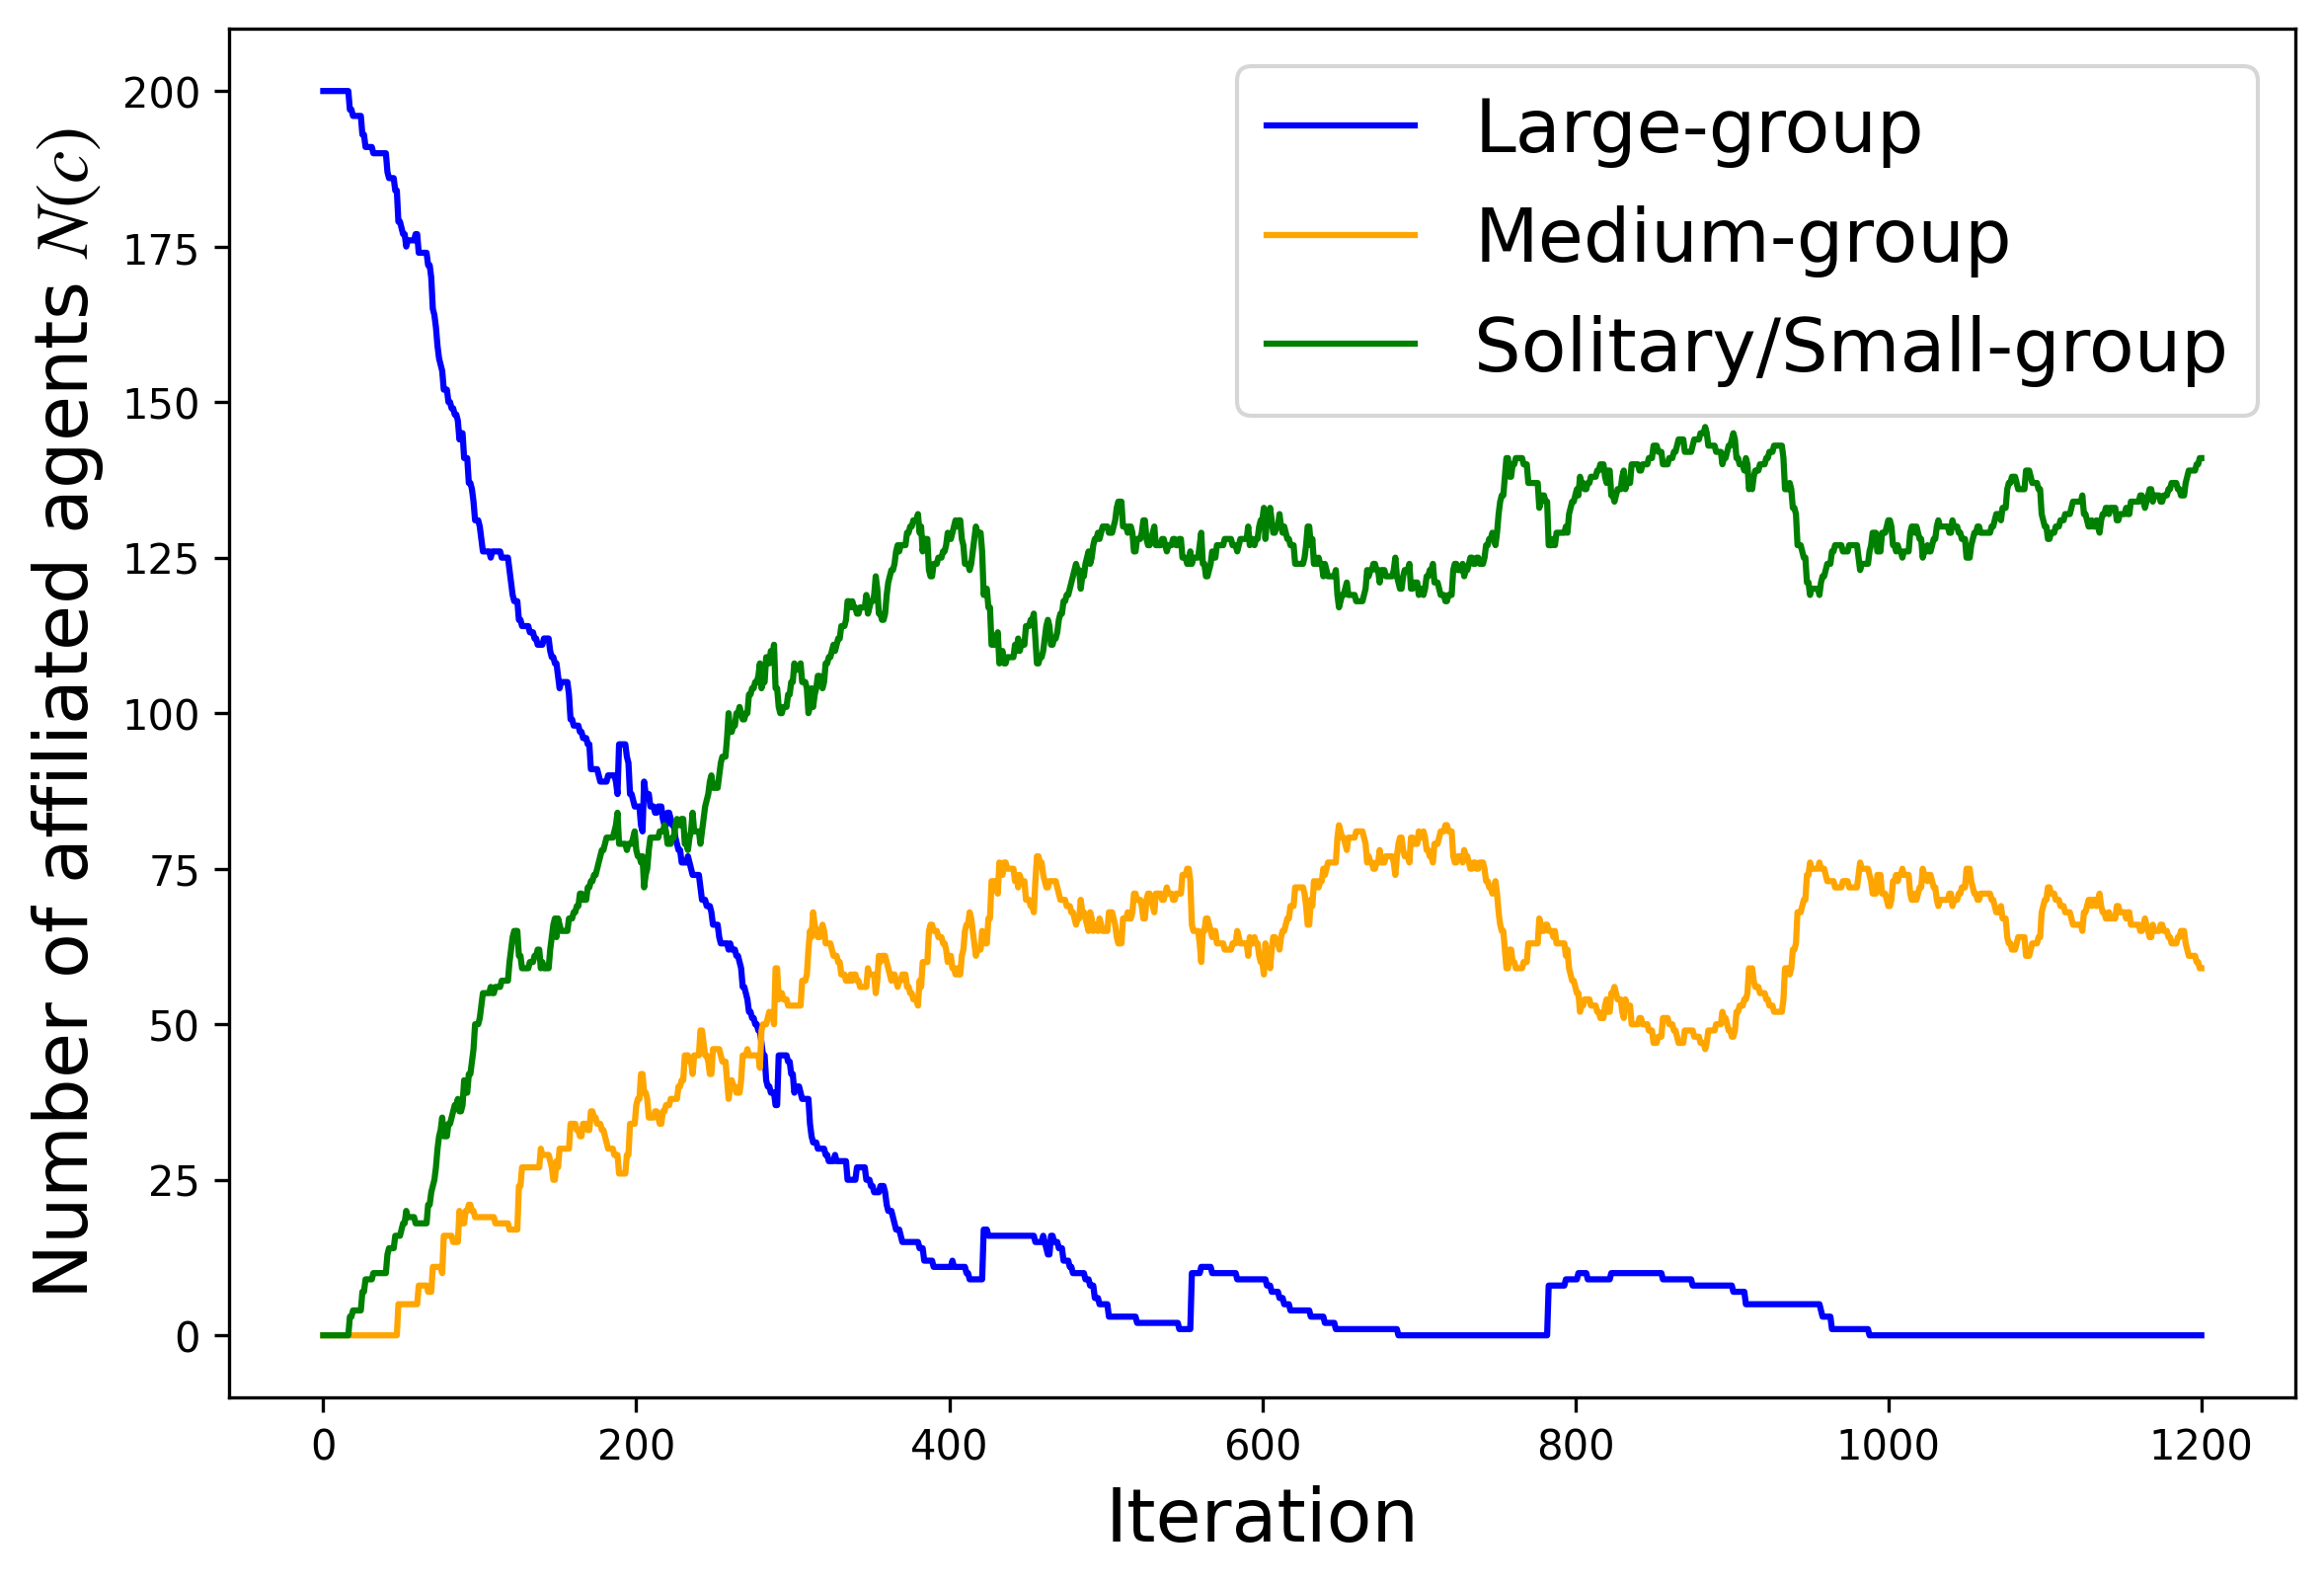 Number of affiliated agents N(c)
200
175
150
125
100
75
50
25
0
Large-group
Medium-group
Solitary/Small-group
0 200 400 600 800 1000 1200
Iteration